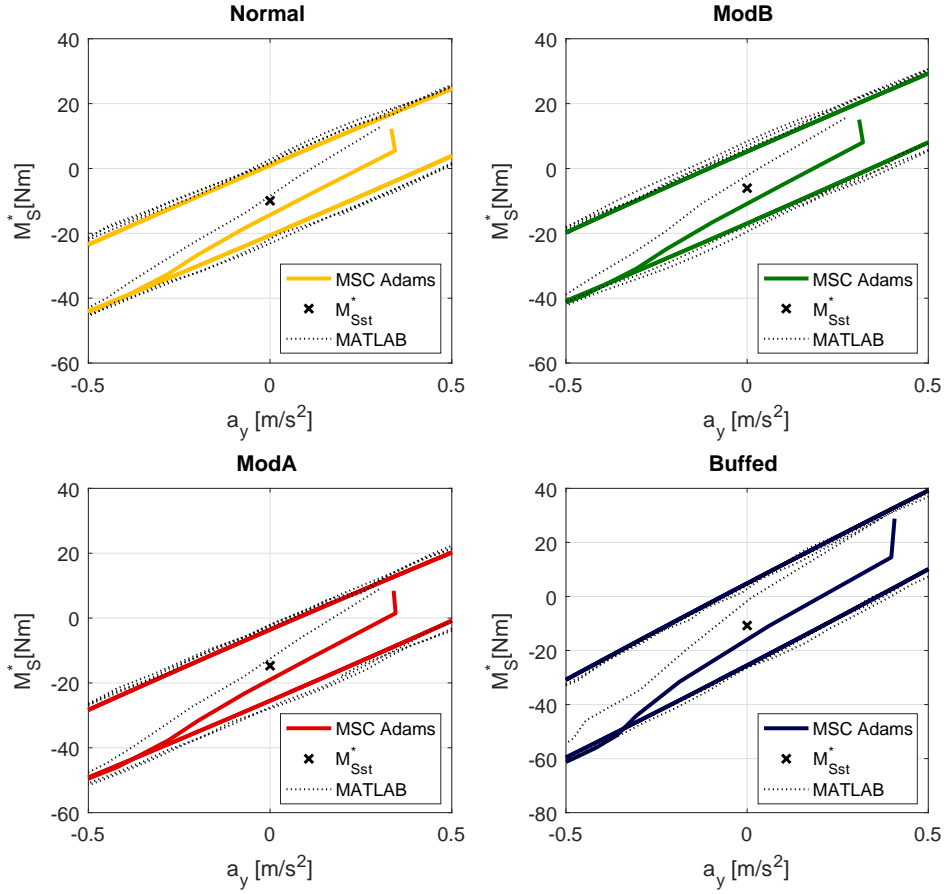 Normal
40
20
0
-20
-40
-60
M*S[Nm]
-0.5
0
0.5
ay [m/s2]
MSC Adams
M*Sst
MATLAB
ModB
40
20
0
-20
-40
-60
M*S[Nm]
-0.5
0
0.5
ay [m/s2]
MSC Adams
M*Sst
MATLAB
ModA
40
20
0
-20
-40
-60
M*S[Nm]
-0.5
0
0.5
ay [m/s2]
MSC Adams
M*Sst
MATLAB
Buffed
40
20
0
-20
-40
-60
-80
M*S[Nm]
-0.5
0
0.5
ay [m/s2]
MSC Adams
M*Sst
MATLAB